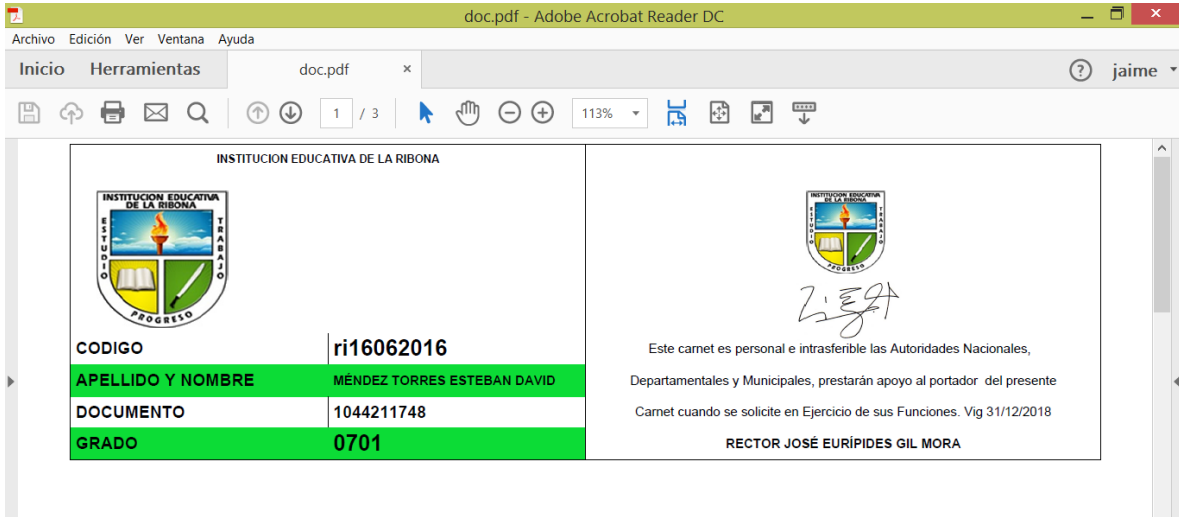 doc.pdf - Adobe Acrobat Reader DC
Archivo Edición Ver Ventana Ayuda
Inicio Herramientas doc.pdf × ? jaime
1 / 3 113%
INSTITUCION EDUCATIVA DE LA RIBONA
INSTITUCION EDUCATIVA
DE LA RIBONA
ESTUDIO
TRABAJO
PROGRESO
CODIGO ri16062016
APELLIDO Y NOMBRE MÉNDEZ TORRES ESTEBAN DAVID
DOCUMENTO 1044211748
GRADO 0701
INSTITUCION EDUCATIVA
DE LA RIBONA
ESTUDIO
TRABAJO
PROGRESO
Este carnet es personal e intrasferible las Autoridades Nacionales,
Departamentales y Municipales, prestarán apoyo al portador del presente
Carnet cuando se solicite en Ejercicio de sus Funciones. Vig 31/12/2018
RECTOR JOSÉ EURÍPIDES GIL MORA